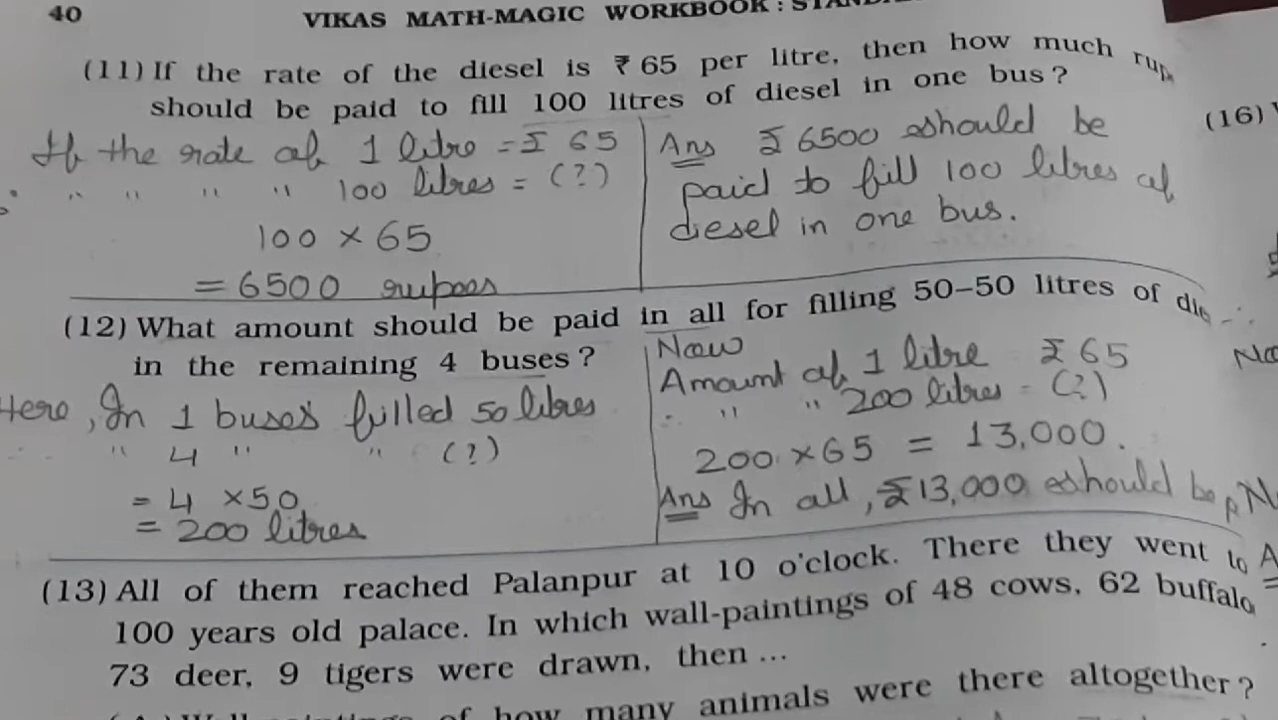 40
VIKAS MATH-MAGIC WORKBOOK :
(11) If the rate of the diesel is ₹ 65 per litre, then how much
should be paid to fill 100 litres of diesel in one bus ?
If the rate of 1 litre = ₹ 65
" " " " 100 litres = (?)
100 × 65
= 6500 rupees
Ans ₹ 6500 should be
paid to fill 100 litres of
diesel in one bus.
(16)
(12) What amount should be paid in all for filling 50–50 litres of
in the remaining 4 buses ?
Here, In 1 buses filled 50 litres
" 4 " " (?)
= 4 × 50
= 200 litres
Now
Amount of 1 litre ₹ 65
" " 200 litres = (?)
200 × 65 = 13,000.
Ans In all, ₹ 13,000 should be
(13) All of them reached Palanpur at 10 o'clock. There they went to
100 years old palace. In which wall-paintings of 48 cows, 62 buffalo
73 deer, 9 tigers were drawn, then ...
of how many animals were there altogether ?